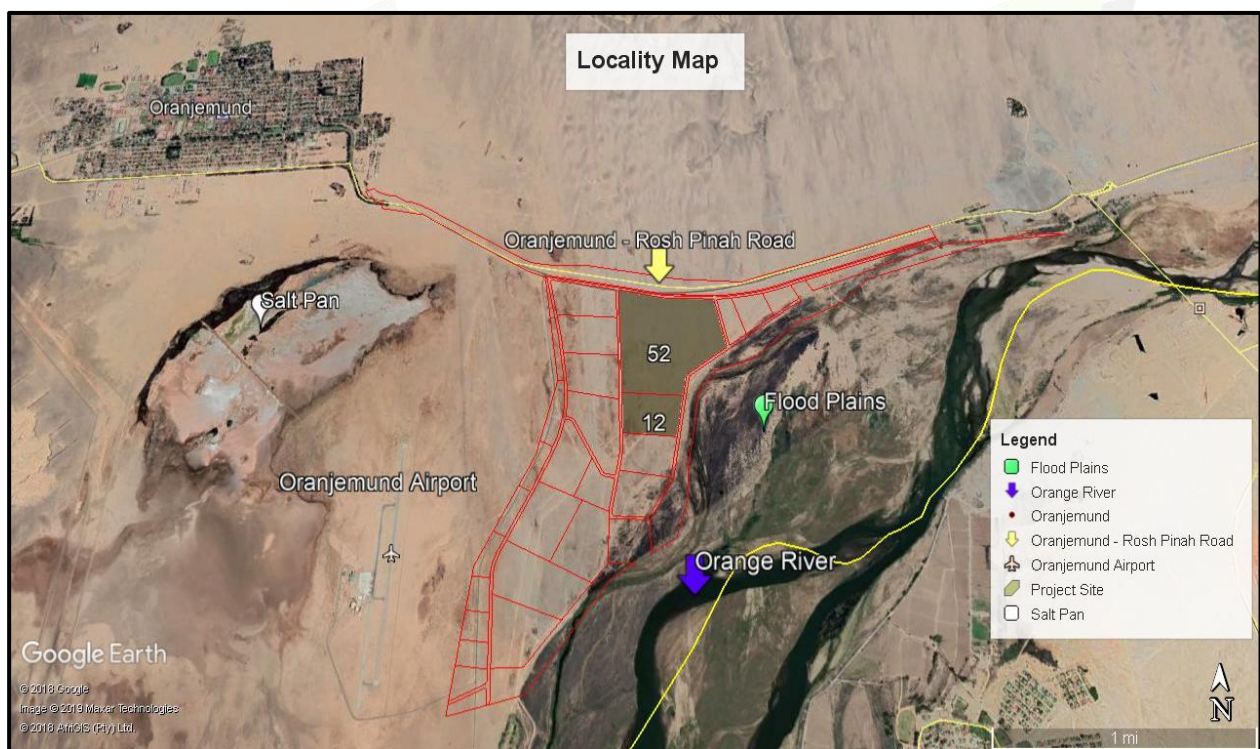 Locality Map
Oranjemund
Oranjemund - Rosh Pinah Road
Salt Pan
52
Flood Plains
12
Oranjemund Airport
Orange River
Legend
Flood Plains
Orange River
Oranjemund
Oranjemund - Rosh Pinah Road
Oranjemund Airport
Project Site
Salt Pan
Google Earth
© 2018 Google
Image © 2019 Maxar Technologies
© 2018 AfriGIS (Pty) Ltd.
N
1 mi